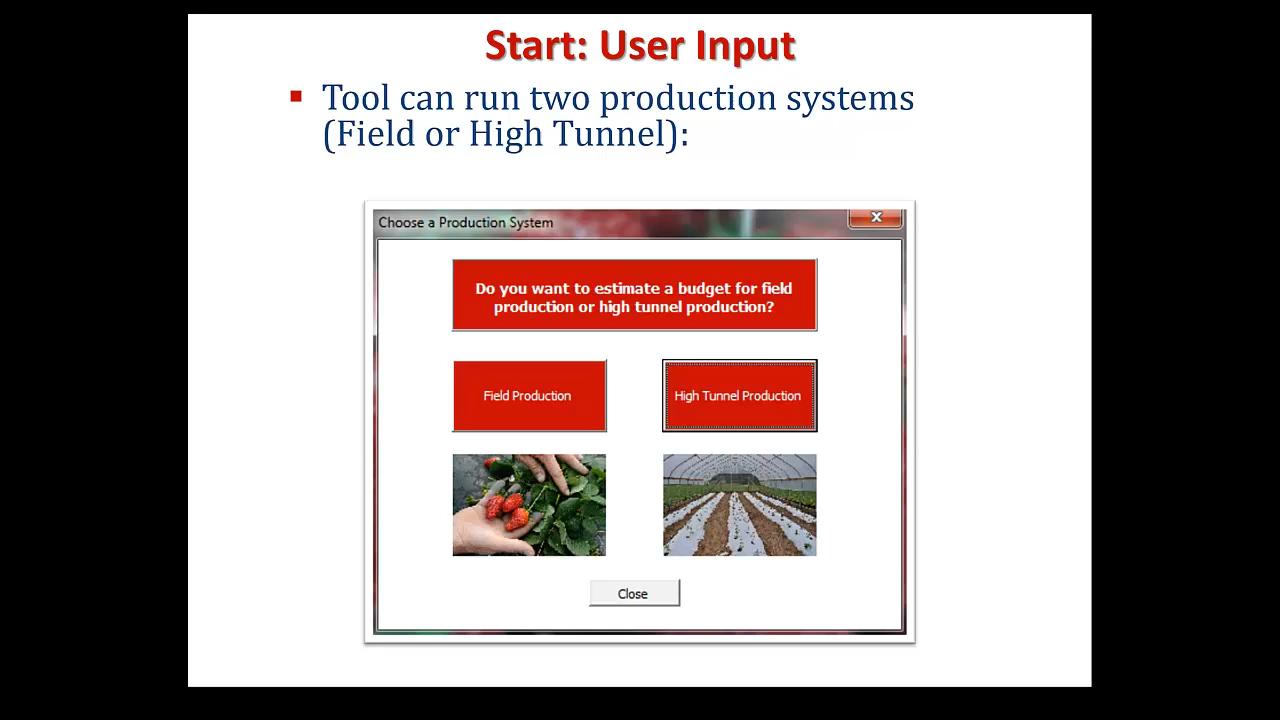 Start: User Input
Tool can run two production systems
(Field or High Tunnel):
Choose a Production System
x
Do you want to estimate a budget for field
production or high tunnel production?
Field Production
High Tunnel Production
Close